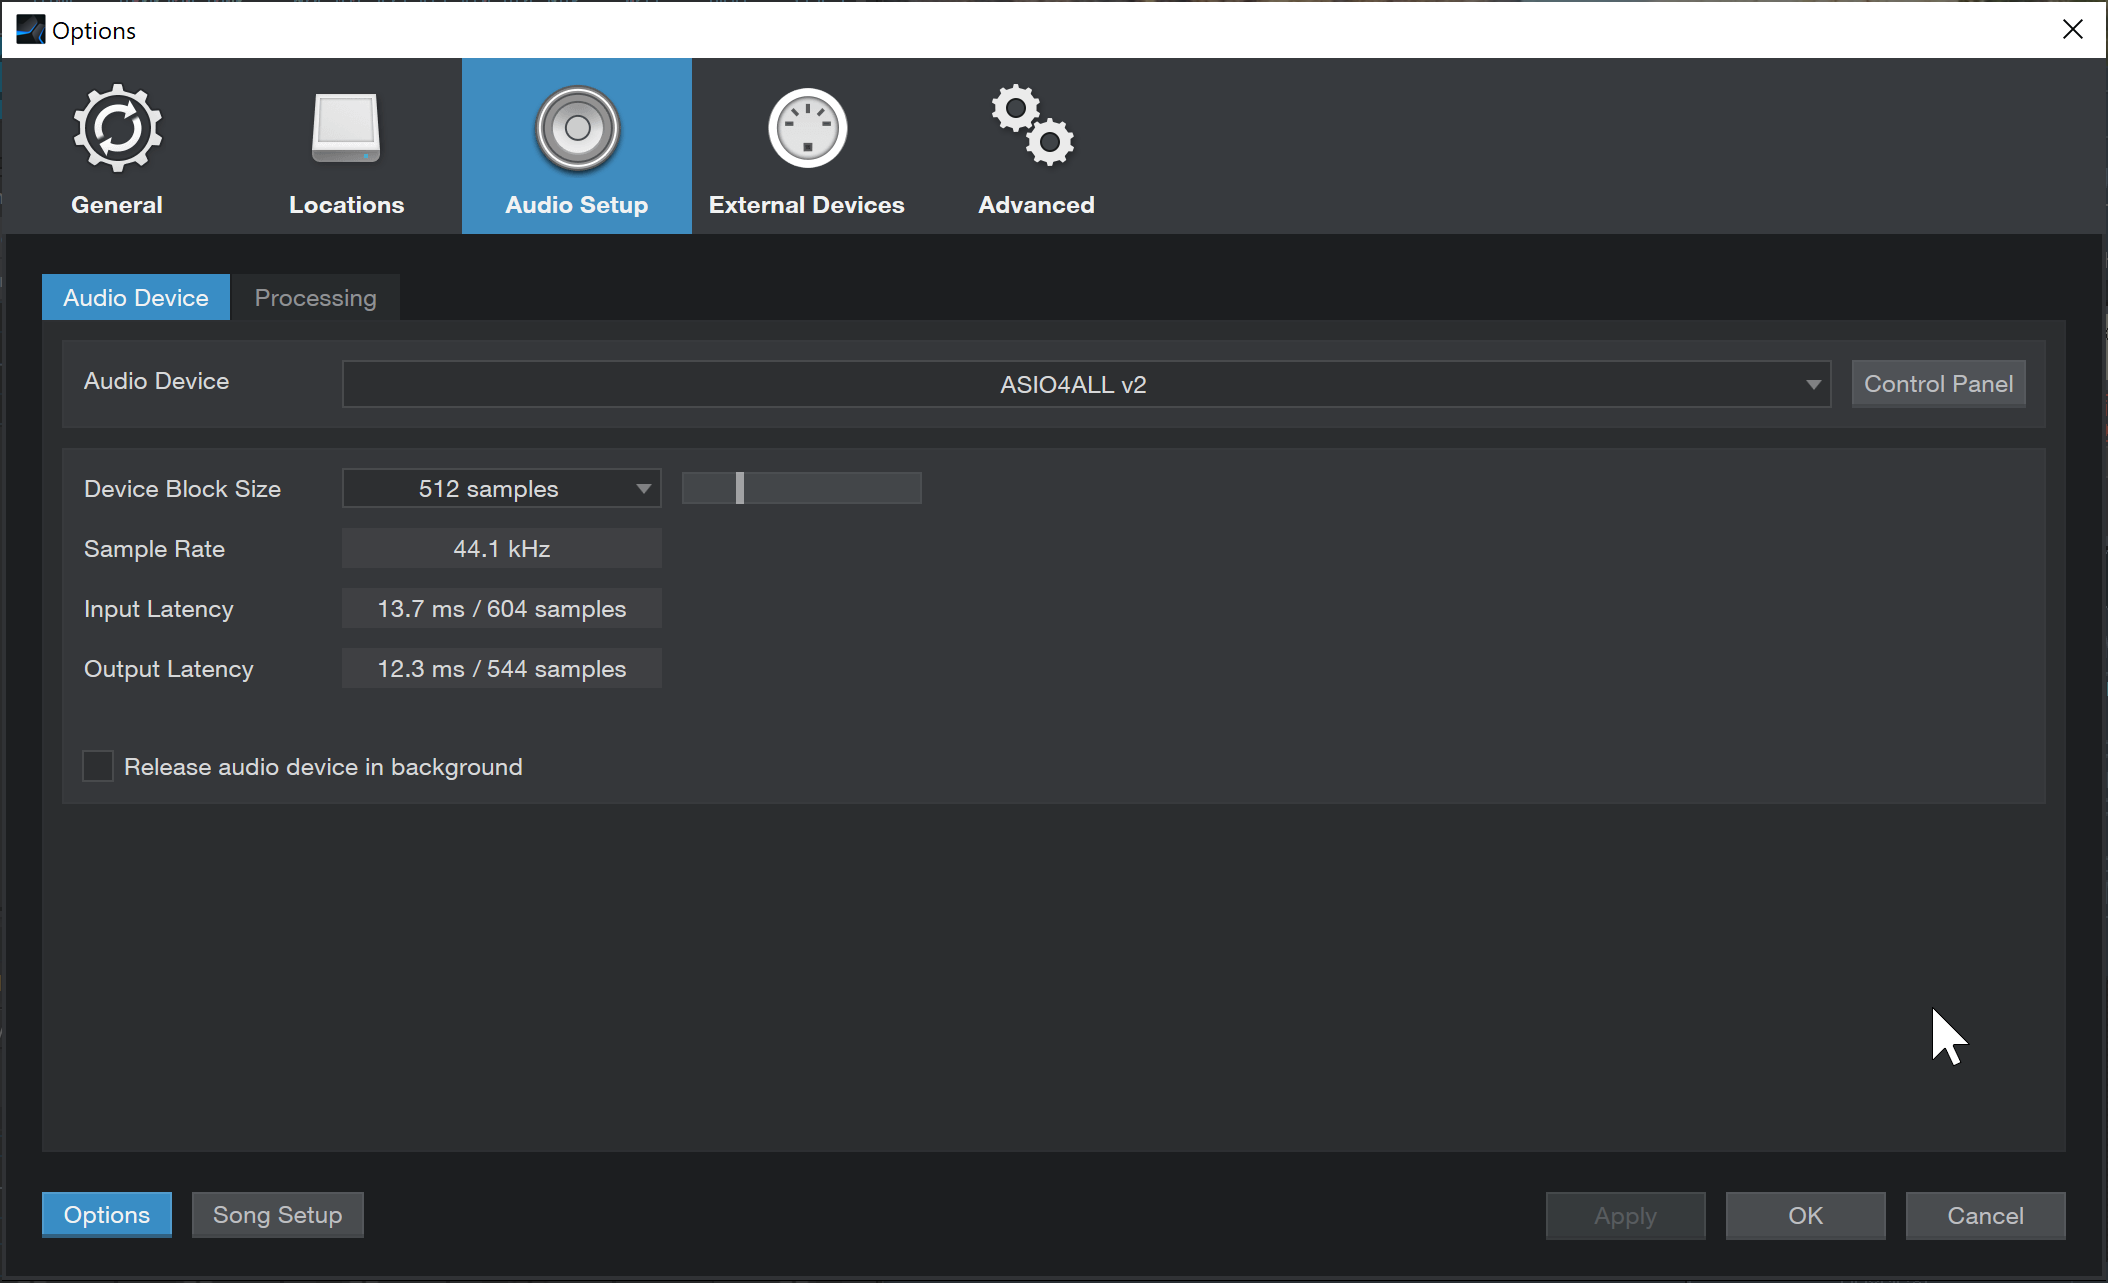 Options
General
Locations
Audio Setup
External Devices
Advanced
Audio Device
Processing
Audio Device
ASIO4ALL v2
Control Panel
Device Block Size
512 samples
Sample Rate
44.1 kHz
Input Latency
13.7 ms / 604 samples
Output Latency
12.3 ms / 544 samples
Release audio device in background
Options
Song Setup
Apply
OK
Cancel